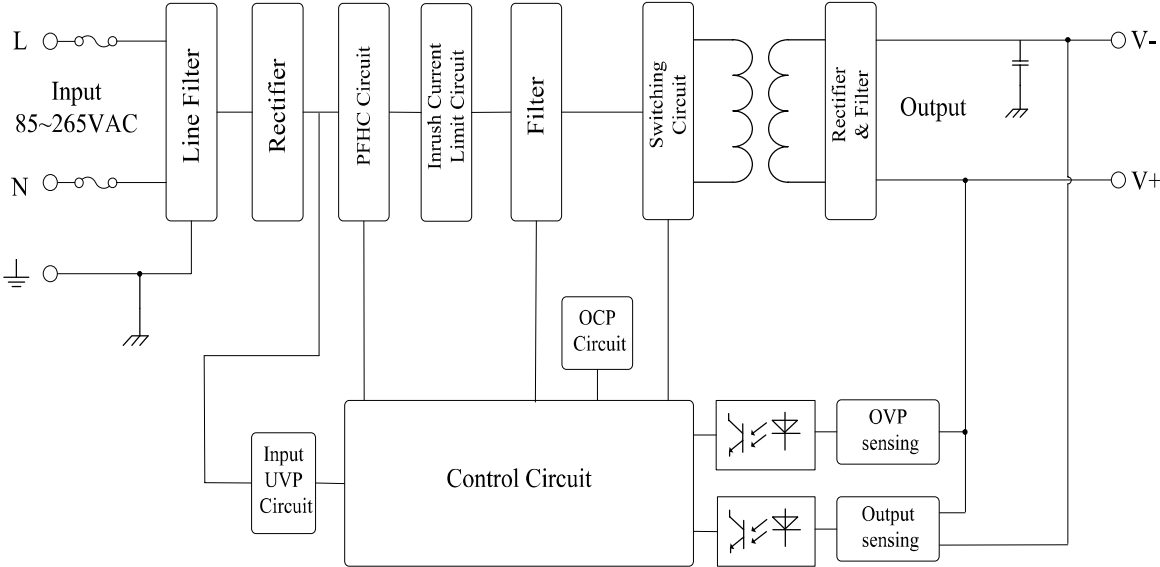 L
Input
85~265VAC
N
Line Filter
Rectifier
PFHC Circuit
Inrush Current
Limit Circuit
Filter
Switching
Circuit
Rectifier
& Filter
Output
V-
V+
OCP
Circuit
Input
UVP
Circuit
Control Circuit
OVP
sensing
Output
sensing